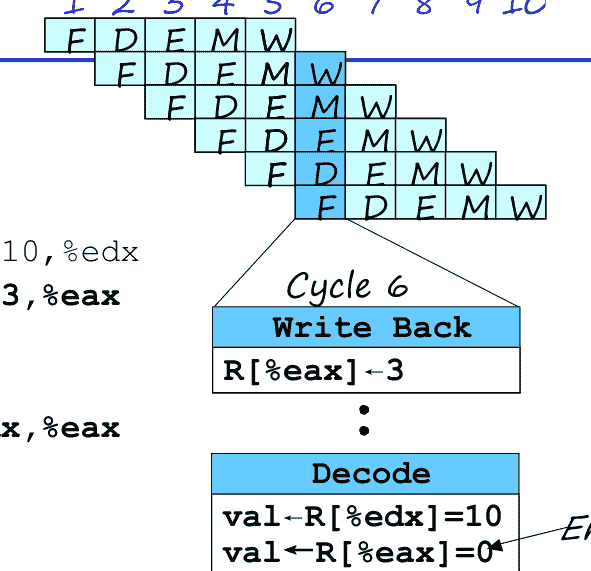 1 2 3 4 5 6 7 8 9 10
F D E M W
F D E M W
F D E M W
F D E M W
F D E M W
F D E M W
10,%edx
3,%eax
Cycle 6
Write Back
R[%eax]←3
x,%eax
Decode
val←R[%edx]=10
val←R[%eax]=0